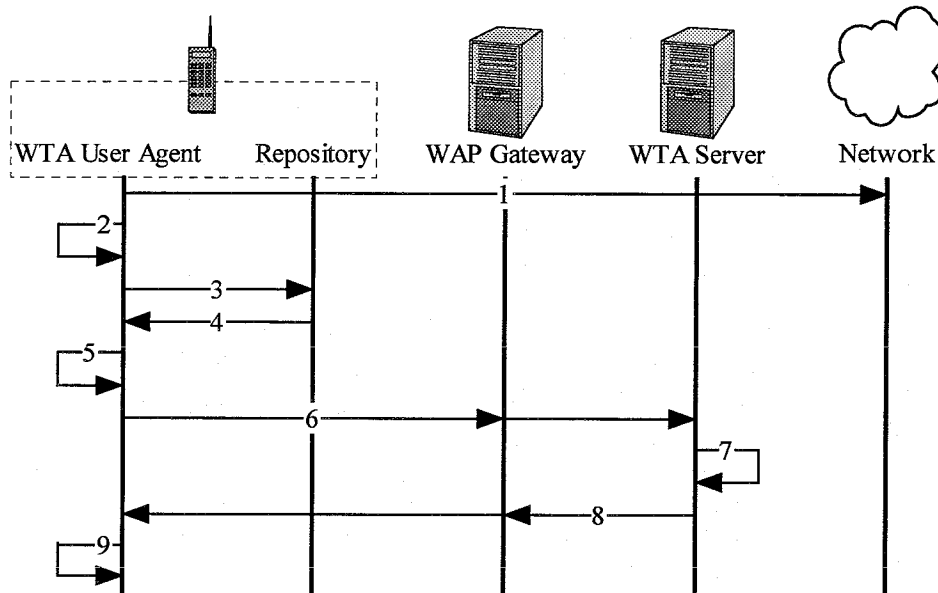 WTA User Agent
Repository
WAP Gateway
WTA Server
Network
1
2
3
4
5
6
7
8
9